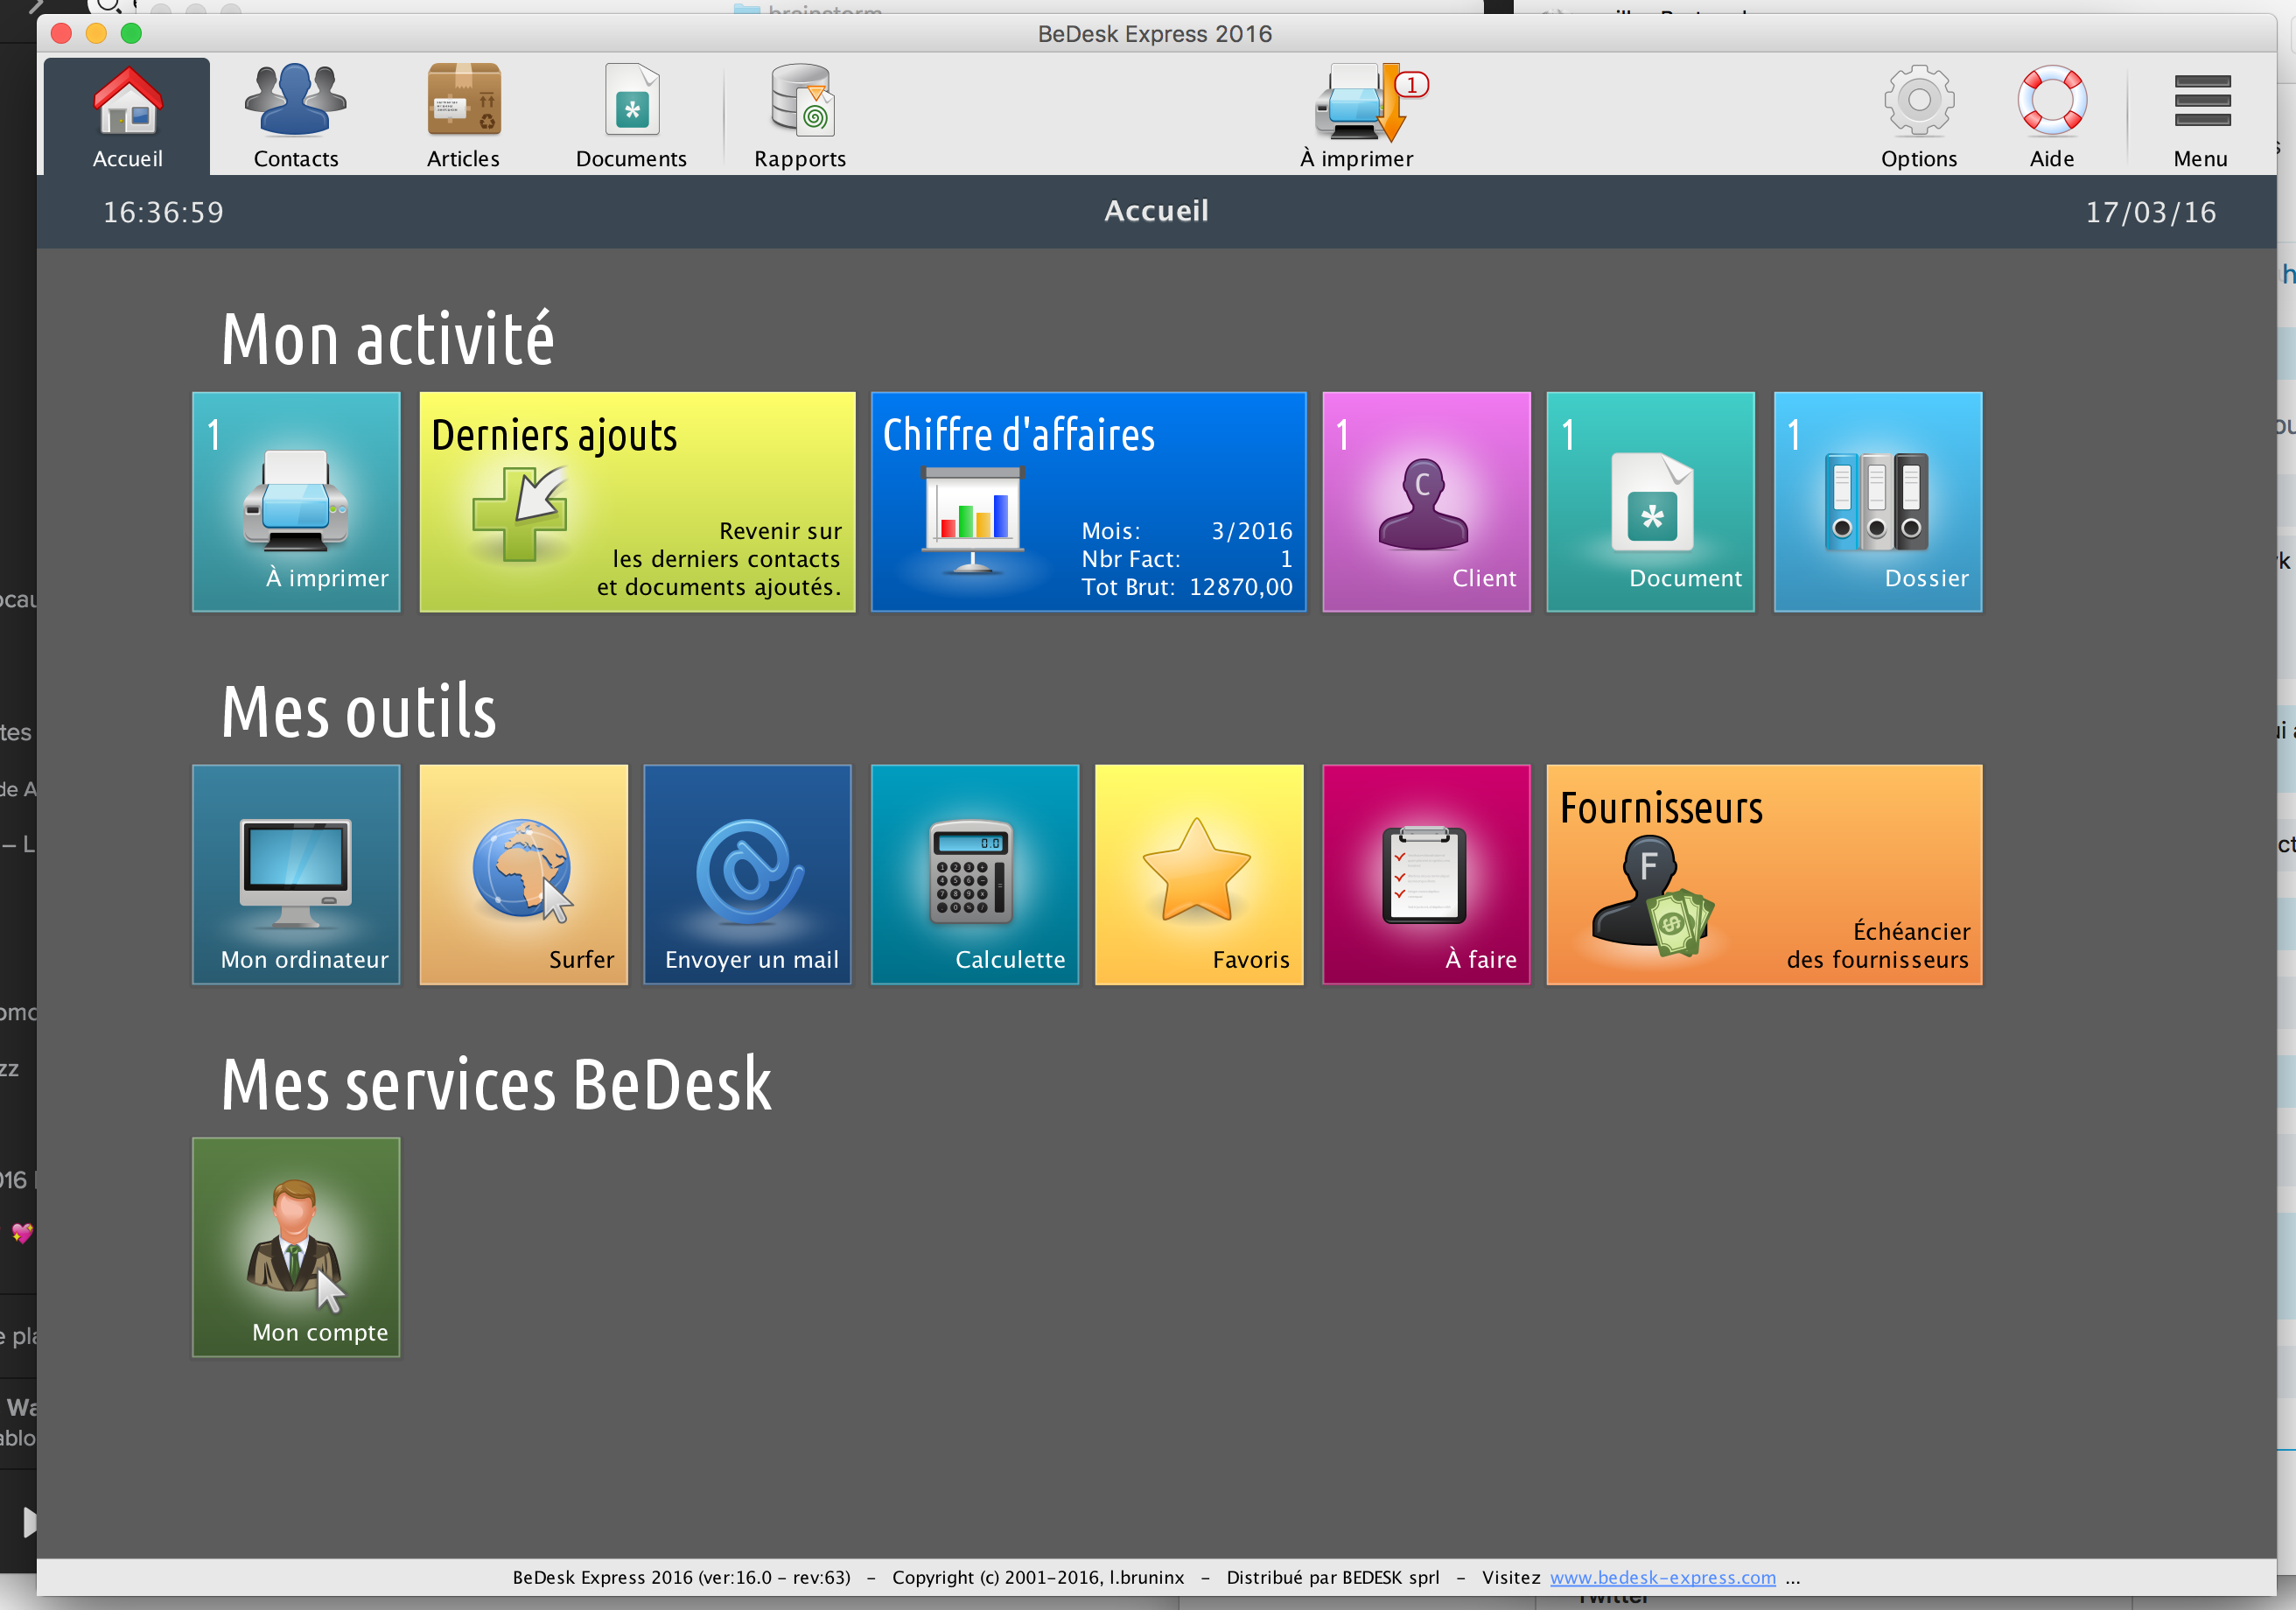 brainstorm
BeDesk Express 2016
Accueil
Contacts
Articles
Documents
Rapports
1
À imprimer
Options
Aide
Menu
16:36:59
Accueil
17/03/16
Mon activité
1
À imprimer
Derniers ajouts
Revenir sur
les derniers contacts
et documents ajoutés.
Chiffre d'affaires
Mois: 3/2016
Nbr Fact: 1
Tot Brut: 12870,00
1
C
Client
1
*
Document
1
Dossier
Mes outils
Mon ordinateur
Surfer
@
Envoyer un mail
0.0
Calculette
Favoris
À faire
Fournisseurs
F
Échéancier
des fournisseurs
Mes services BeDesk
Mon compte
BeDesk Express 2016 (ver:16.0 - rev:63) - Copyright (c) 2001-2016, l.bruninx - Distribué par BEDESK sprl - Visitez www.bedesk-express.com ...
Twitter